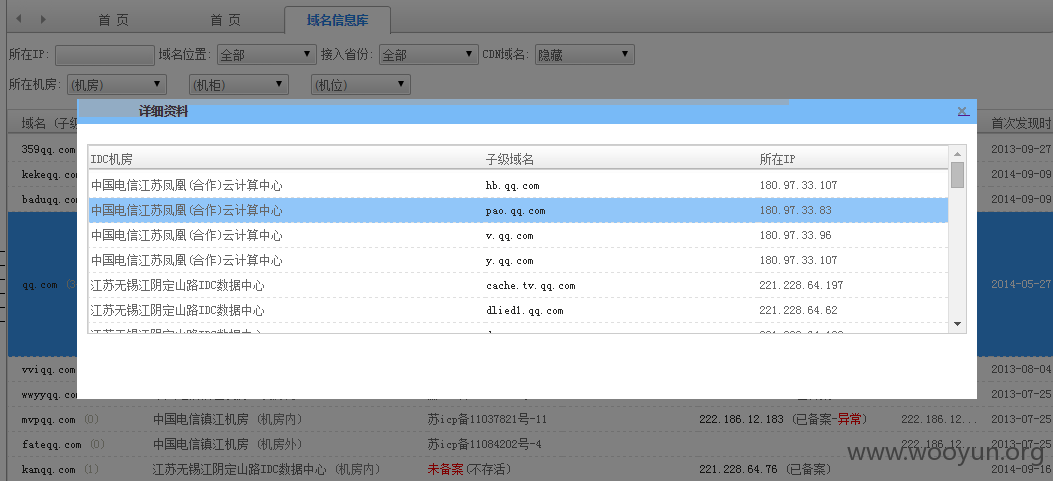 首 页 首 页 域名信息库
所在IP: 域名位置: 全部 接入省份: 全部 CDN域名: 隐藏
所在机房: (机房) (机柜) (机位)
域名 (子级 首次发现时
详细资料
IDC机房 子级域名 所在IP
中国电信江苏凤凰(合作)云计算中心 hb.qq.com 180.97.33.107
中国电信江苏凤凰(合作)云计算中心 pao.qq.com 180.97.33.83
中国电信江苏凤凰(合作)云计算中心 v.qq.com 180.97.33.96
中国电信江苏凤凰(合作)云计算中心 y.qq.com 180.97.33.107
江苏无锡江阴定山路IDC数据中心 cache.tv.qq.com 221.228.64.197
江苏无锡江阴定山路IDC数据中心 dlied1.qq.com 221.228.64.62
江苏无锡江阴定山路IDC数据中心
359qq.com 2013-09-27
kekeqq.com 2014-09-09
baduqq.com 2014-09-09
qq.com 2014-05-27
vviqq.com 2013-08-04
wwyyqq.com 2013-07-25
mvpqq.com (0) 中国电信镇江机房 (机房内) 苏icp备11037821号-11 222.186.12.183 (已备案-异常) 222.186.12... 2013-07-25
fateqq.com (0) 中国电信镇江机房 (机房外) 苏icp备11084202号-4 222.186.12... 2013-07-25
kanqq.com (1) 江苏无锡江阴定山路IDC数据中心 (机房内) 未备案(不存活) 221.228.64.76 (已备案) 2014-09-16
www.wooyun.org